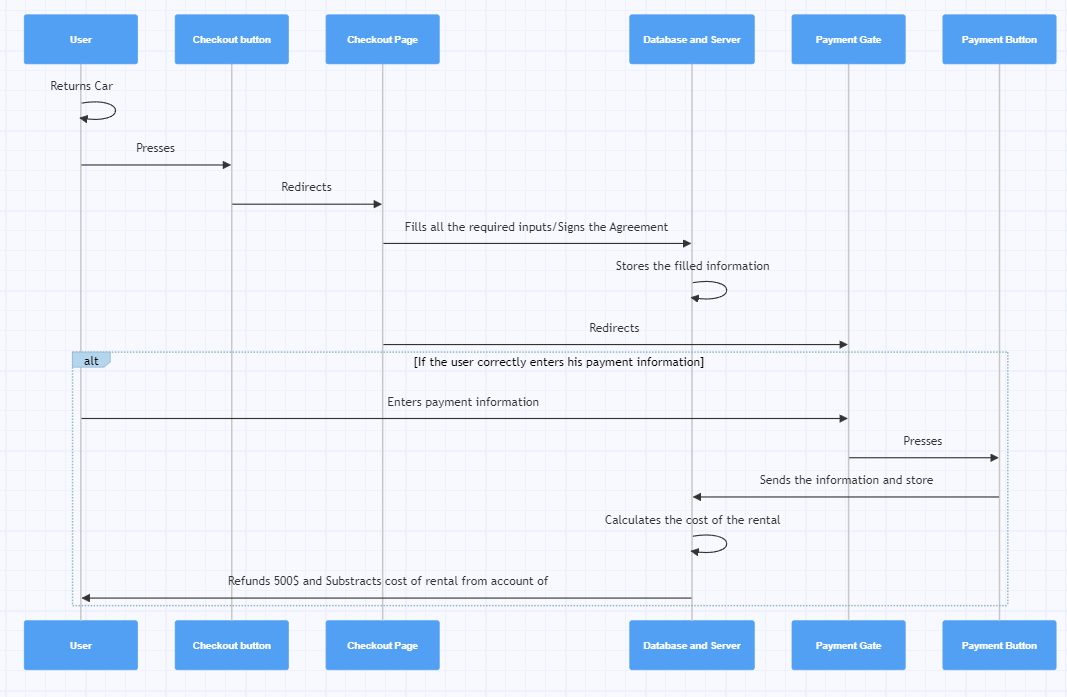 User
Checkout button
Checkout Page
Database and Server
Payment Gate
Payment Button
Returns Car
Presses
Redirects
Fills all the required inputs/Signs the Agreement
Stores the filled information
Redirects
alt
[If the user correctly enters his payment information]
Enters payment information
Presses
Sends the information and store
Calculates the cost of the rental
Refunds 500$ and Substracts cost of rental from account of
User
Checkout button
Checkout Page
Database and Server
Payment Gate
Payment Button